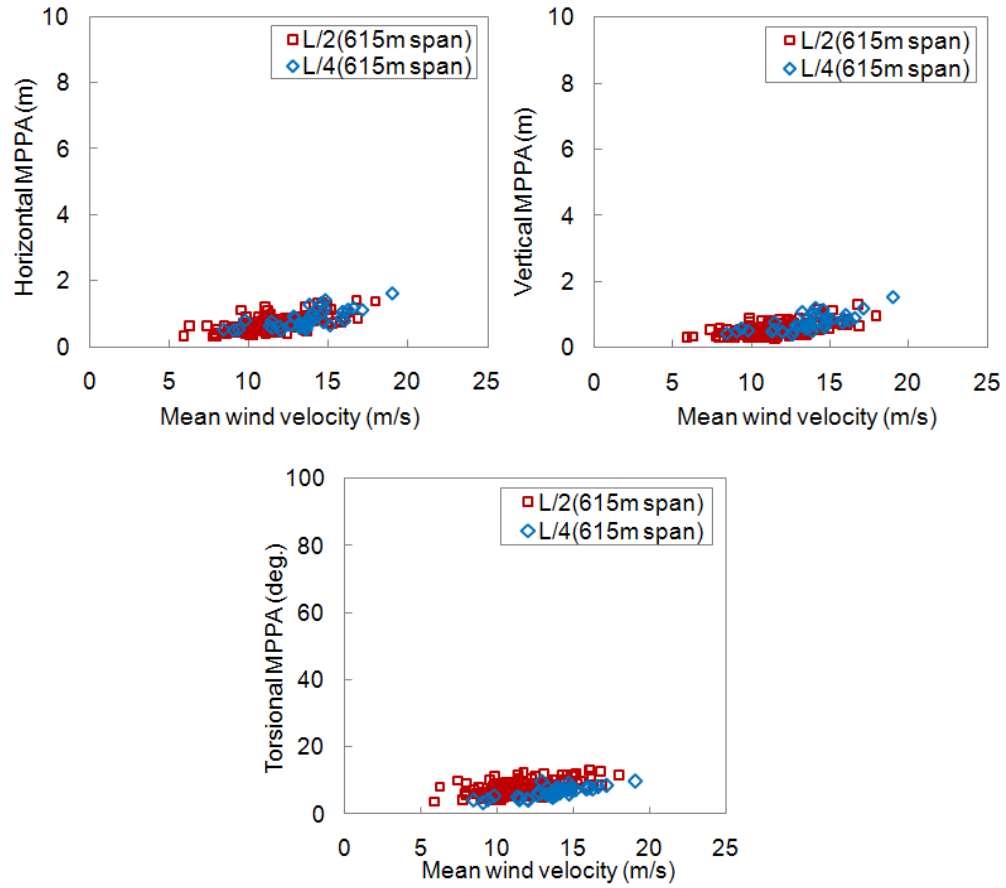 Horizontal MPPA (m)
10
8
6
4
2
0
L/2(615m span)
L/4(615m span)
0 5 10 15 20 25
Mean wind velocity (m/s)
Vertical MPPA (m)
10
8
6
4
2
0
L/2(615m span)
L/4(615m span)
0 5 10 15 20 25
Mean wind velocity (m/s)
Torsional MPPA (deg.)
100
80
60
40
20
0
L/2(615m span)
L/4(615m span)
0 5 10 15 20 25
Mean wind velocity (m/s)